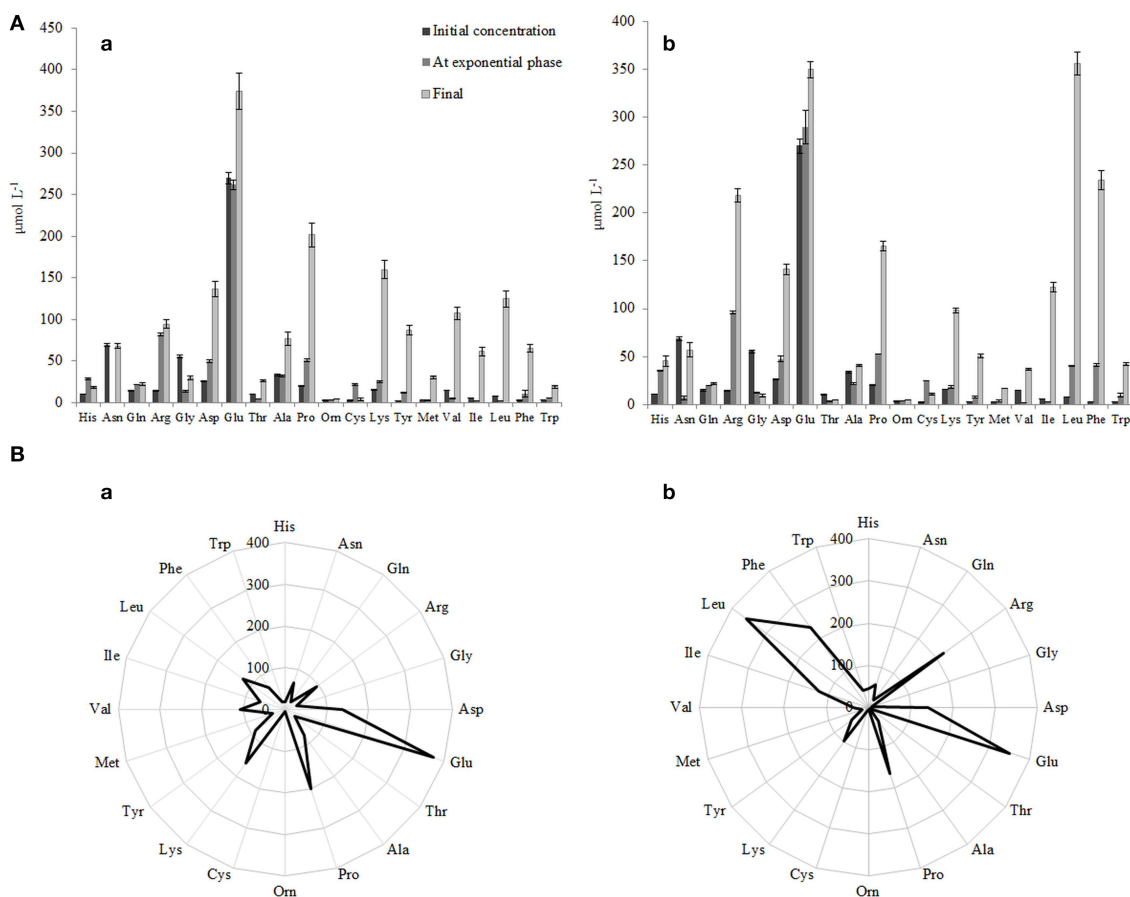 A
a
450
400
350
300
250
200
150
100
50
0
µmol L-1
Initial concentration
At exponential phase
Final
His Asn Gln Arg Gly Asp Glu Thr Ala Pro Orn Cys Lys Tyr Met Val Ile Leu Phe Trp
b
400
350
300
250
200
150
100
50
0
µmol L-1
His Asn Gln Arg Gly Asp Glu Thr Ala Pro Orn Cys Lys Tyr Met Val Ile Leu Phe Trp
B
a
His
Asn
Gln
Arg
Gly
Asp
Glu
Thr
Ala
Pro
Orn
Cys
Lys
Tyr
Met
Val
Ile
Leu
Phe
Trp
400
300
200
100
0
b
His
Asn
Gln
Arg
Gly
Asp
Glu
Thr
Ala
Pro
Orn
Cys
Lys
Tyr
Met
Val
Ile
Leu
Phe
Trp
400
300
200
100
0